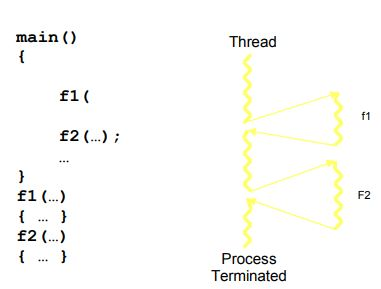 main()
{
f1(
f2(…);
…
}
f1(…)
{ … }
f2(…)
{ … }
Thread
f1
F2
Process
Terminated